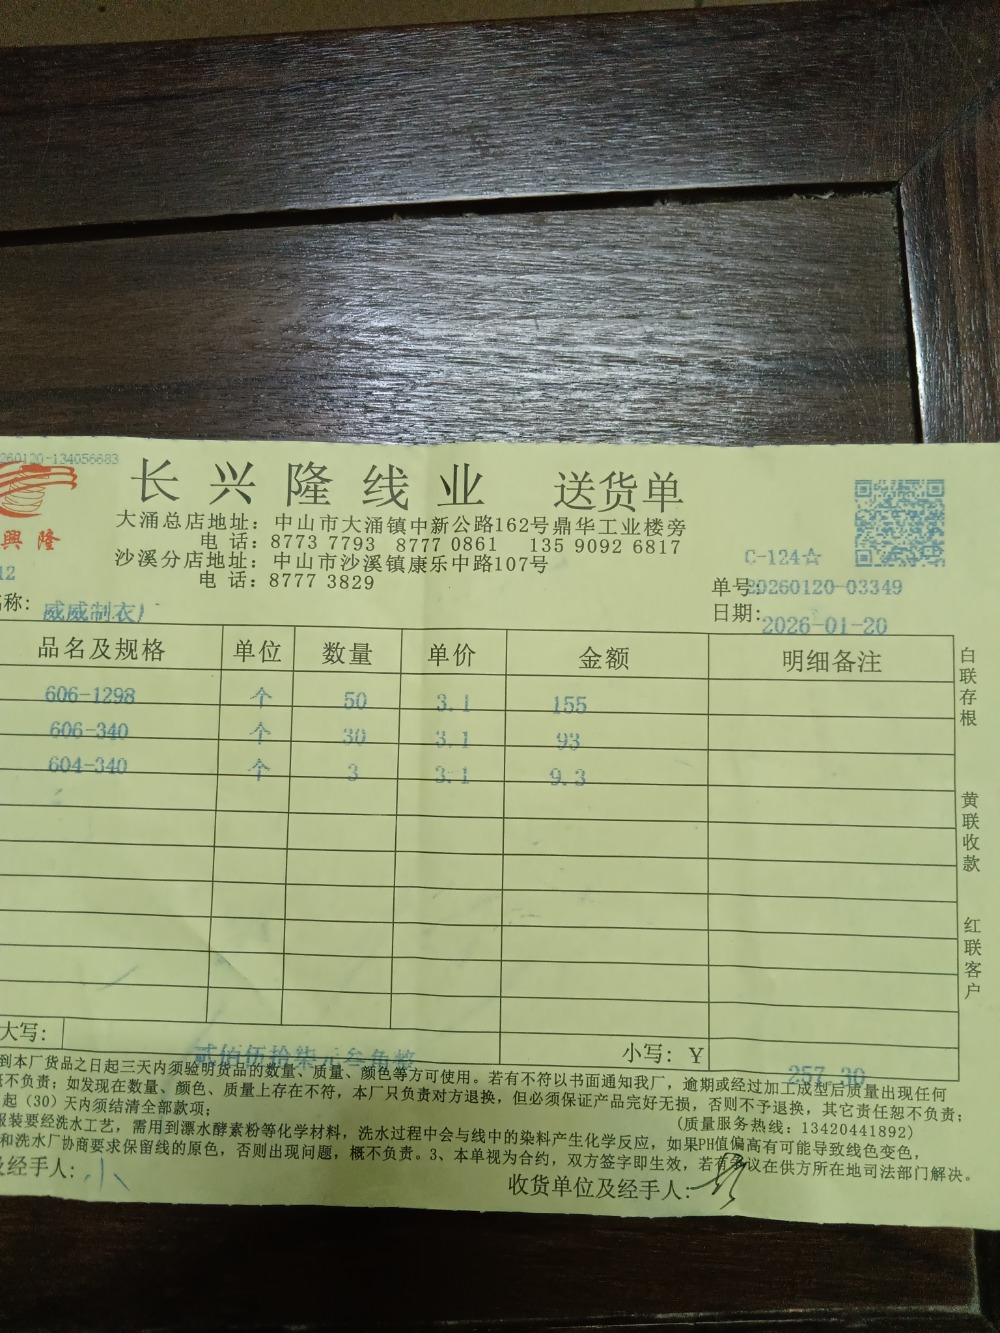 260120-134056683
長興隆线业 送货单
興隆
大涌总店地址：中山市大涌镇中新公路162号鼎华工业楼旁
电 话：8773 7793 8777 0861 135 9092 6817
沙溪分店地址：中山市沙溪镇康乐中路107号
电 话：8777 3829
C-124☆
12
单号：20260120-03349
名称：威威制衣厂
日期：2026-01-20
品名及规格 单位 数量 单价 金额 明细备注
606-1298 个 50 3.1 155
606-340 个 30 3.1 93
604-340 个 3 3.1 9.3
白联存根
黄联收款
红联客户
大写：贰佰伍拾柒元叁角整 小写：Y 257.30
到本厂货品之日起三天内须验明货品的数量、质量、颜色等方可使用。若有不符以书面通知我厂，逾期或经过加工成型后质量出现任何
概不负责；如发现在数量、颜色、质量上存在不符，本厂只负责对方退换，但必须保证产品完好无损，否则不予退换，其它责任恕不负责；
起（30）天内须结清全部款项； (质量服务热线：13420441892)
服装要经洗水工艺，需用到漂水酵素粉等化学材料，洗水过程中会与线中的染料产生化学反应，如果PH值偏高有可能导致线色变色，
和洗水厂协商要求保留线的原色，否则出现问题，概不负责。3、本单视为合约，双方签字即生效，若有争议在供方所在地司法部门解决。
及经手人： 收货单位及经手人：